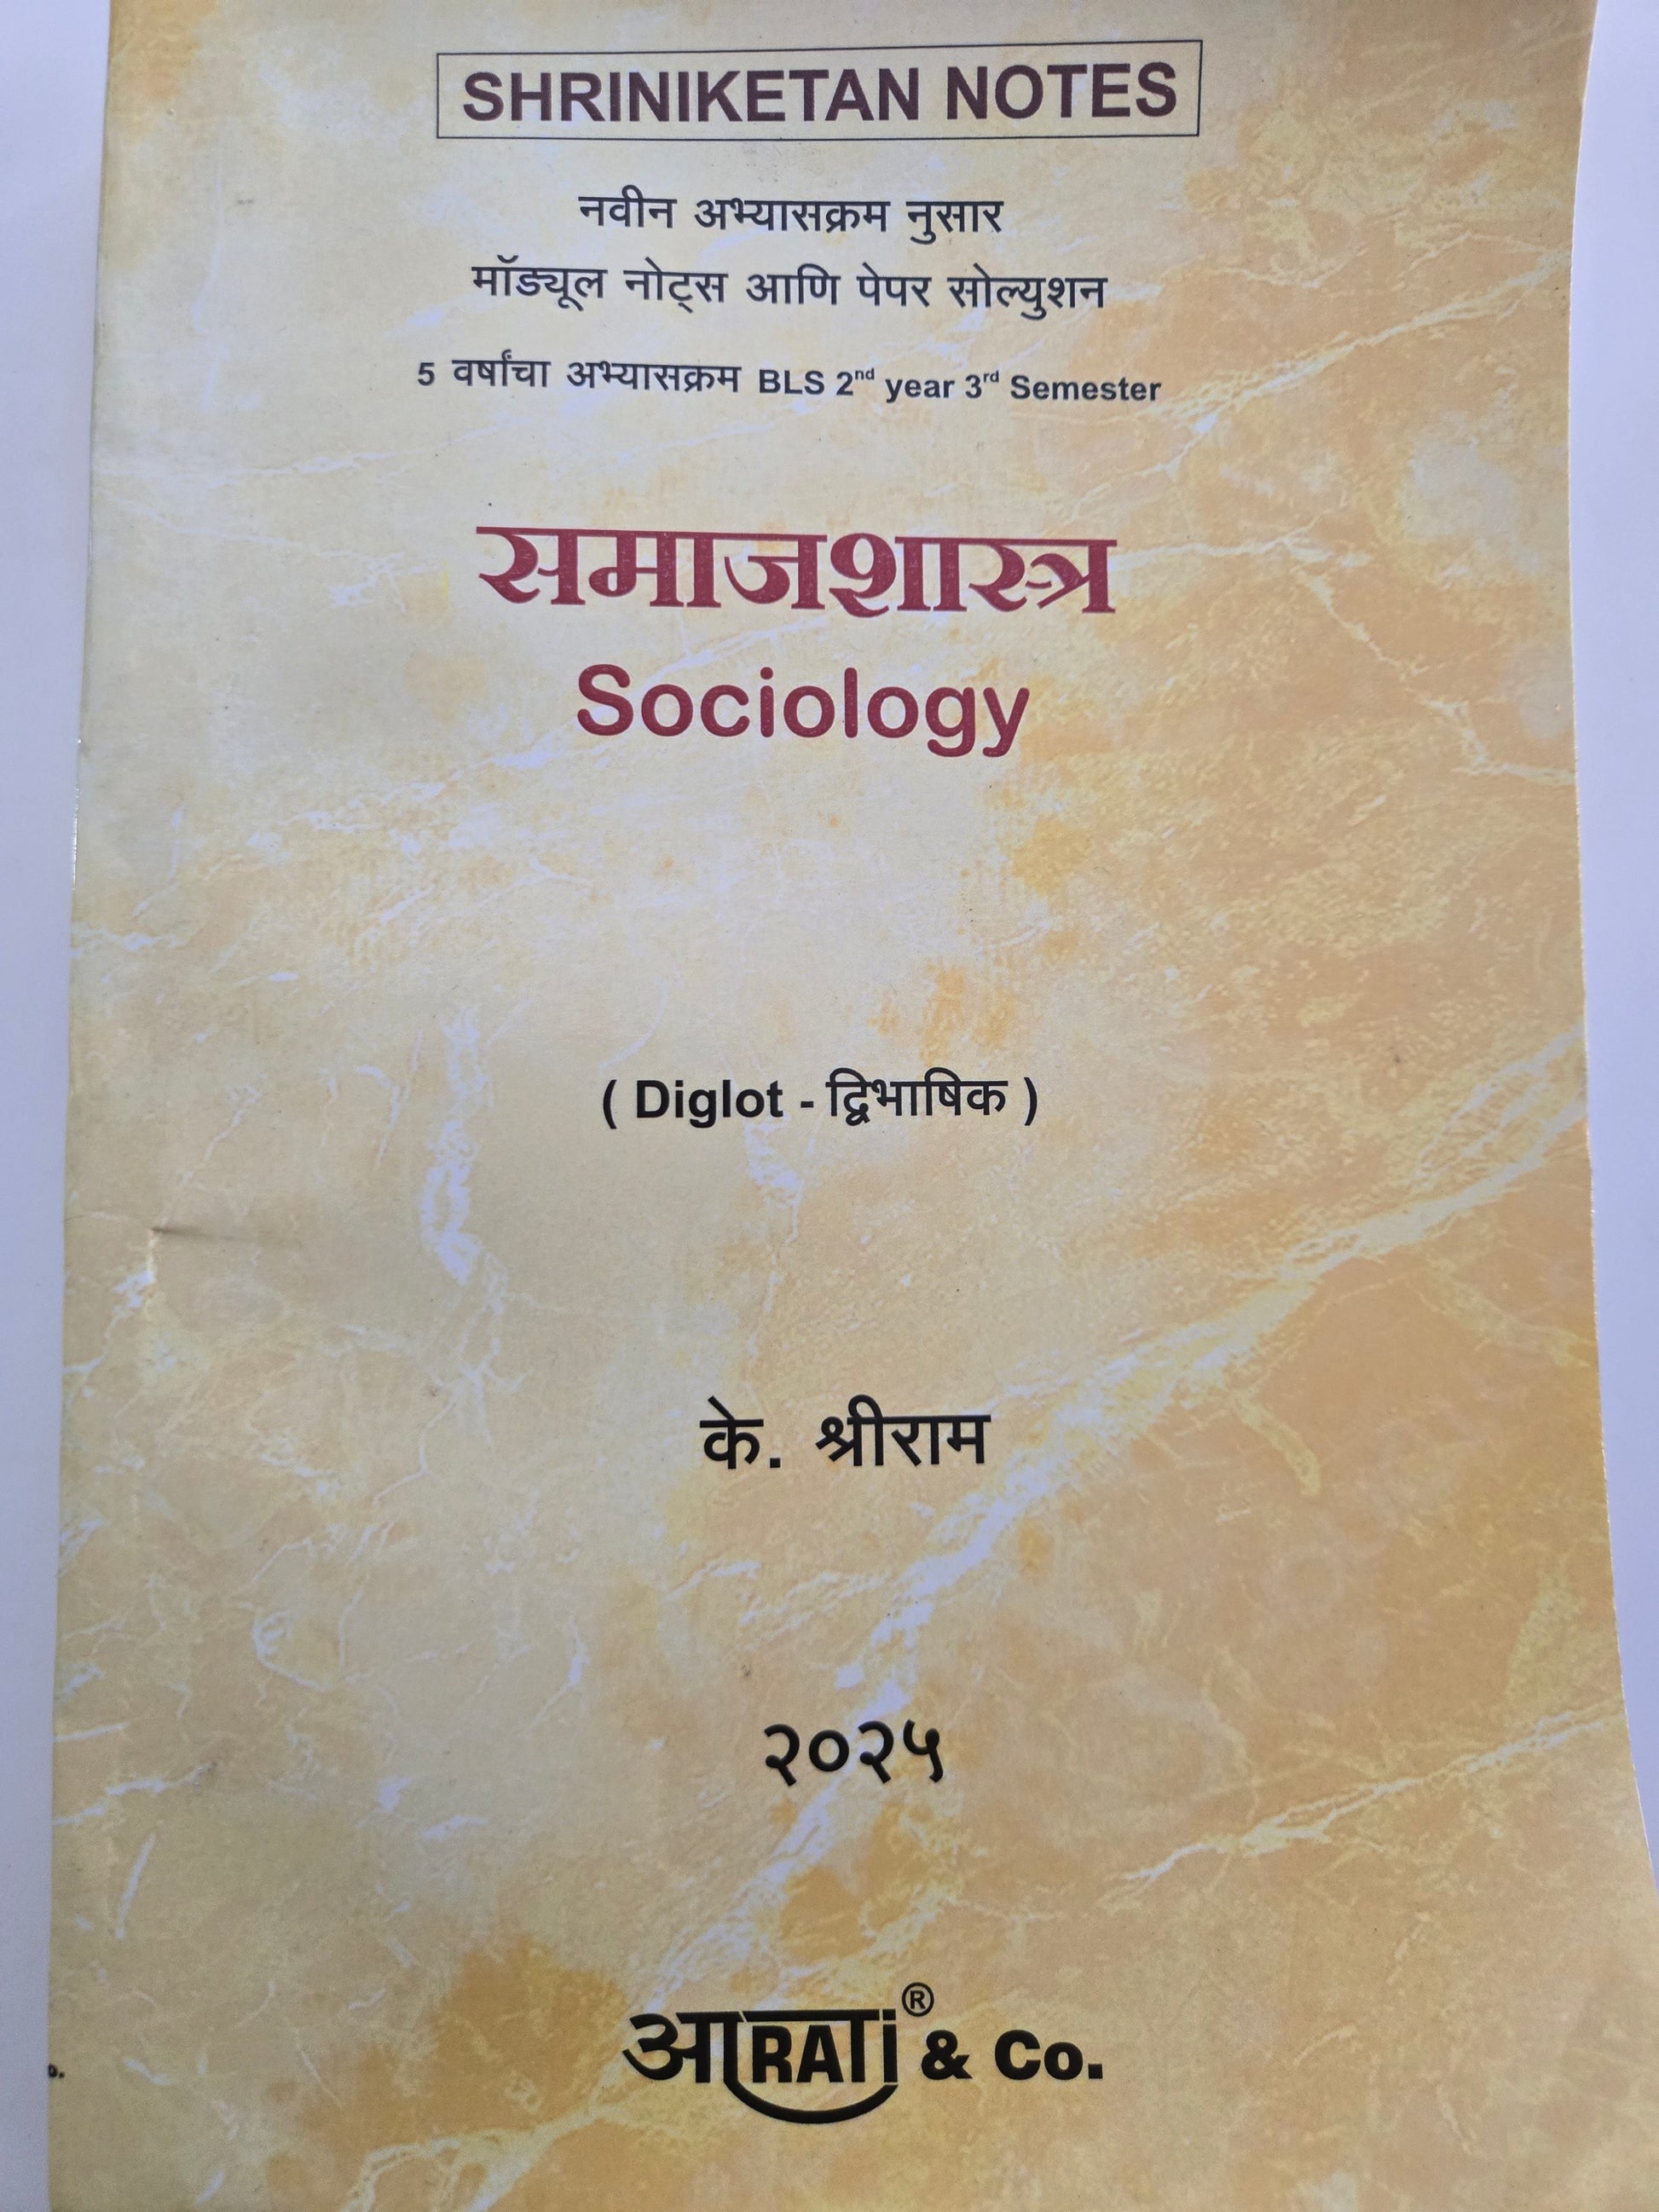 SHRINIKETAN NOTES
नवीन अभ्यासक्रम नुसार
मॉड्यूल नोट्स आणि पेपर सोल्युशन
5 वर्षांचा अभ्यासक्रम BLS 2nd year 3rd Semester
समाजशास्त्र
Sociology
( Diglot - द्विभाषिक )
के. श्रीराम
२०२५
आRATI® & Co.